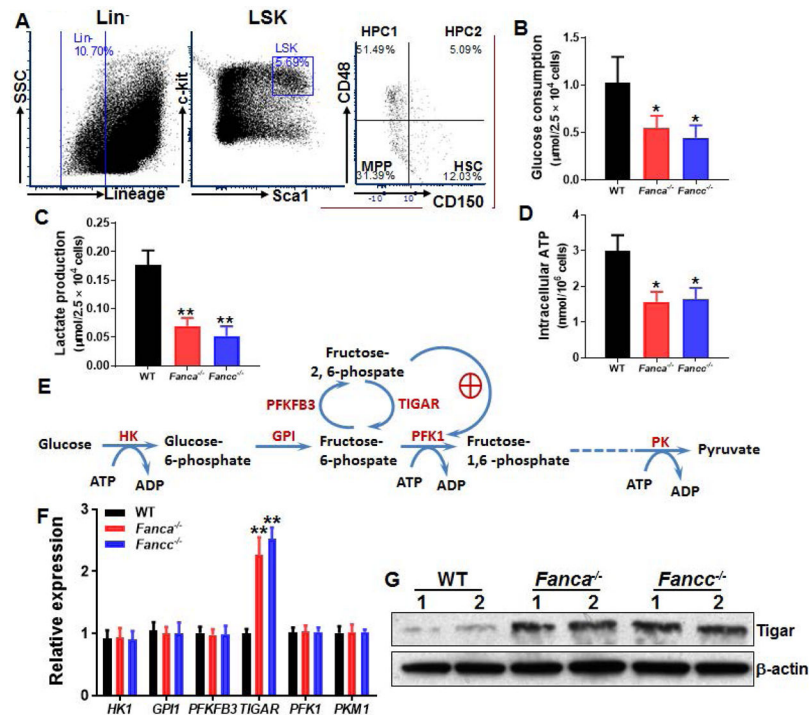 A
Lin-
Lin-
10.70%
SSC
Lineage
LSK
LSK
5.69%
c-kit
Sca1
HPC1
HPC2
51.49%
5.09%
CD48
MPP
HSC
31.39%
12.03%
-10 10
CD150
B
Glucose consumption
(μmol/2.5 × 10⁴ cells)
1.5
1.0
0.5
0.0
* *
WT Fanca-/- Fancc-/-
C
Lactate production
(μmol/2.5 × 10⁴ cells)
0.25
0.20
0.15
0.10
0.05
0.00
** **
WT Fanca-/- Fancc-/-
D
Intracellular ATP
(nmol/10⁶ cells)
4
3
2
1
0
* *
WT Fanca-/- Fancc-/-
E
Fructose-
2, 6-phospate
PFKFB3
TIGAR
Glucose
HK
Glucose-
6-phosphate
GPI
Fructose-
6-phospate
PFK1
Fructose-
1,6 -phosphate
PK
Pyruvate
ATP ADP
ATP ADP
ATP ADP
F
WT
Fanca-/-
Fancc-/-
Relative expression
3
2
1
0
** **
HK1 GPI1 PFKFB3 TIGAR PFK1 PKM1
G
WT Fanca-/- Fancc-/-
1 2 1 2 1 2
Tigar
β-actin